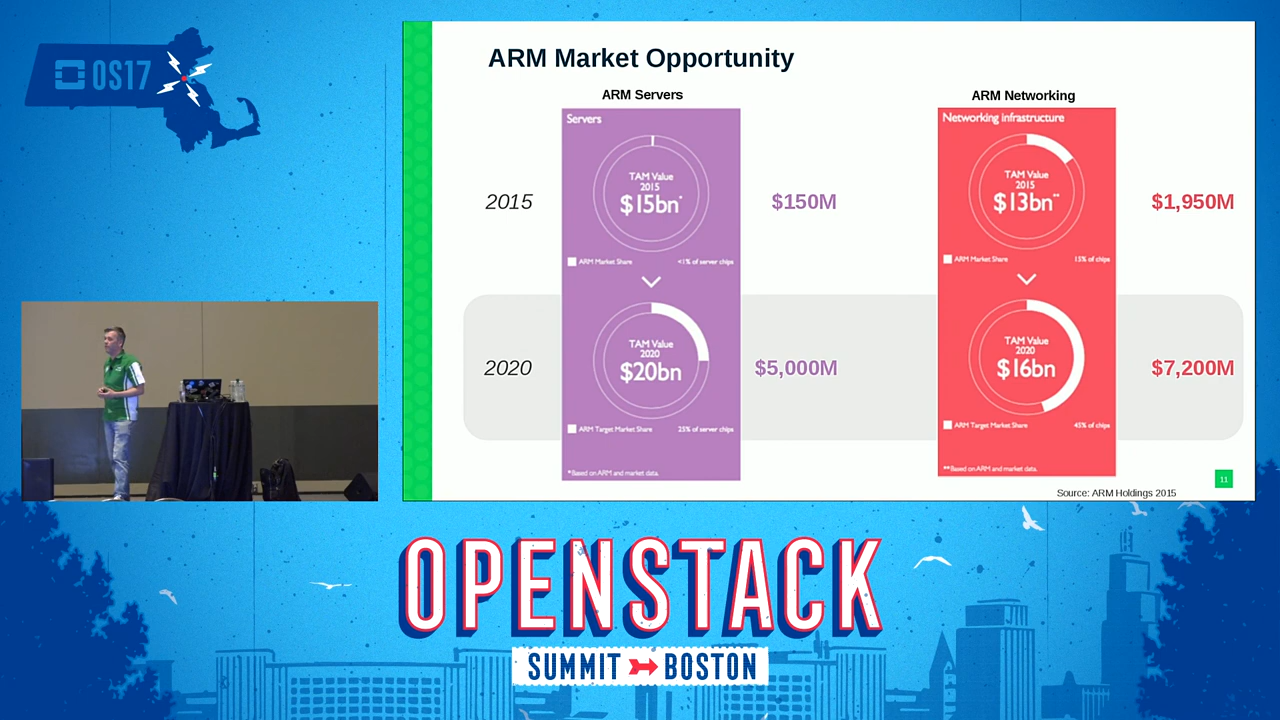 OS17
ARM Market Opportunity
ARM Servers
Servers
TAM Value
2015
$15bn*
ARM Market Share
<1% of server chips
TAM Value
2020
$20bn
ARM Target Market Share
25% of server chips
*Based on ARM and market data.
2015
$150M
2020
$5,000M
ARM Networking
Networking infrastructure
TAM Value
2015
$13bn**
ARM Market Share
15% of chips
TAM Value
2020
$16bn
ARM Target Market Share
45% of chips
**Based on ARM and market data.
$1,950M
$7,200M
11
Source: ARM Holdings 2015
OPENSTACK
SUMMIT BOSTON